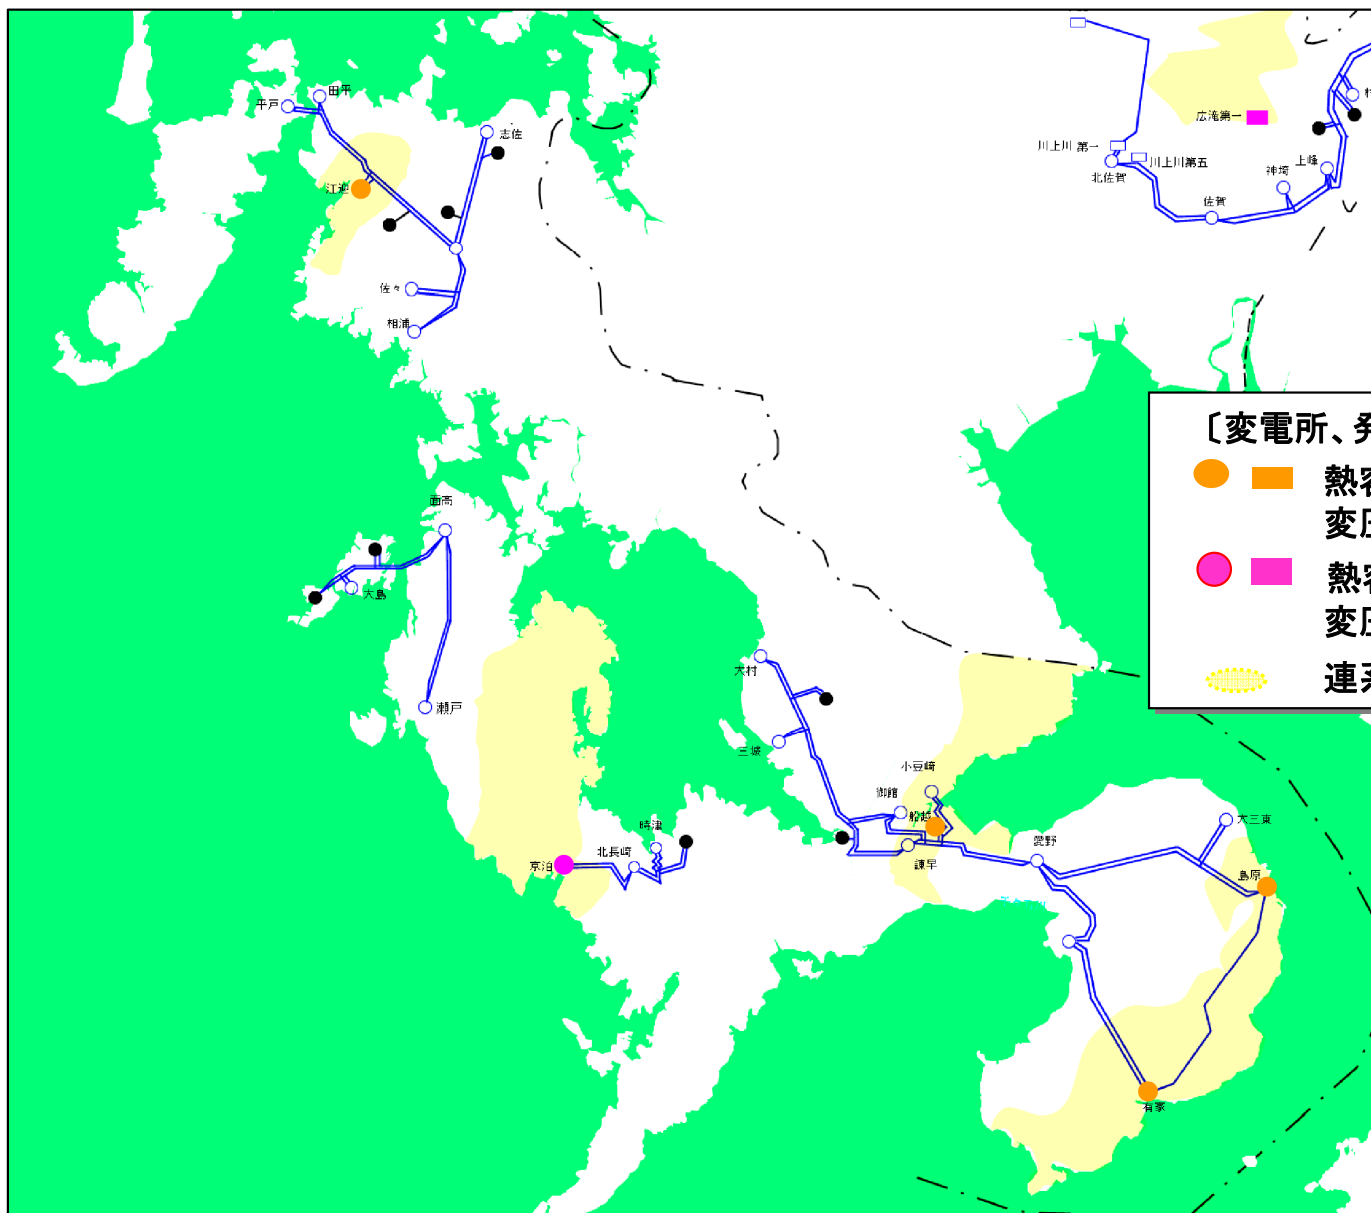 平戸
田平
志佐
江迎
佐々
相浦
広滝第一
川上川 第一
川上川第五
北佐賀
神埼
上峰
佐賀
〔変電所、発
熱容
変圧
熱容
変圧
連系
面高
大島
瀬戸
大村
三城
小豆崎
御館
船越
諫早
愛野
大三東
島原
時津
北長崎
京泊
有家